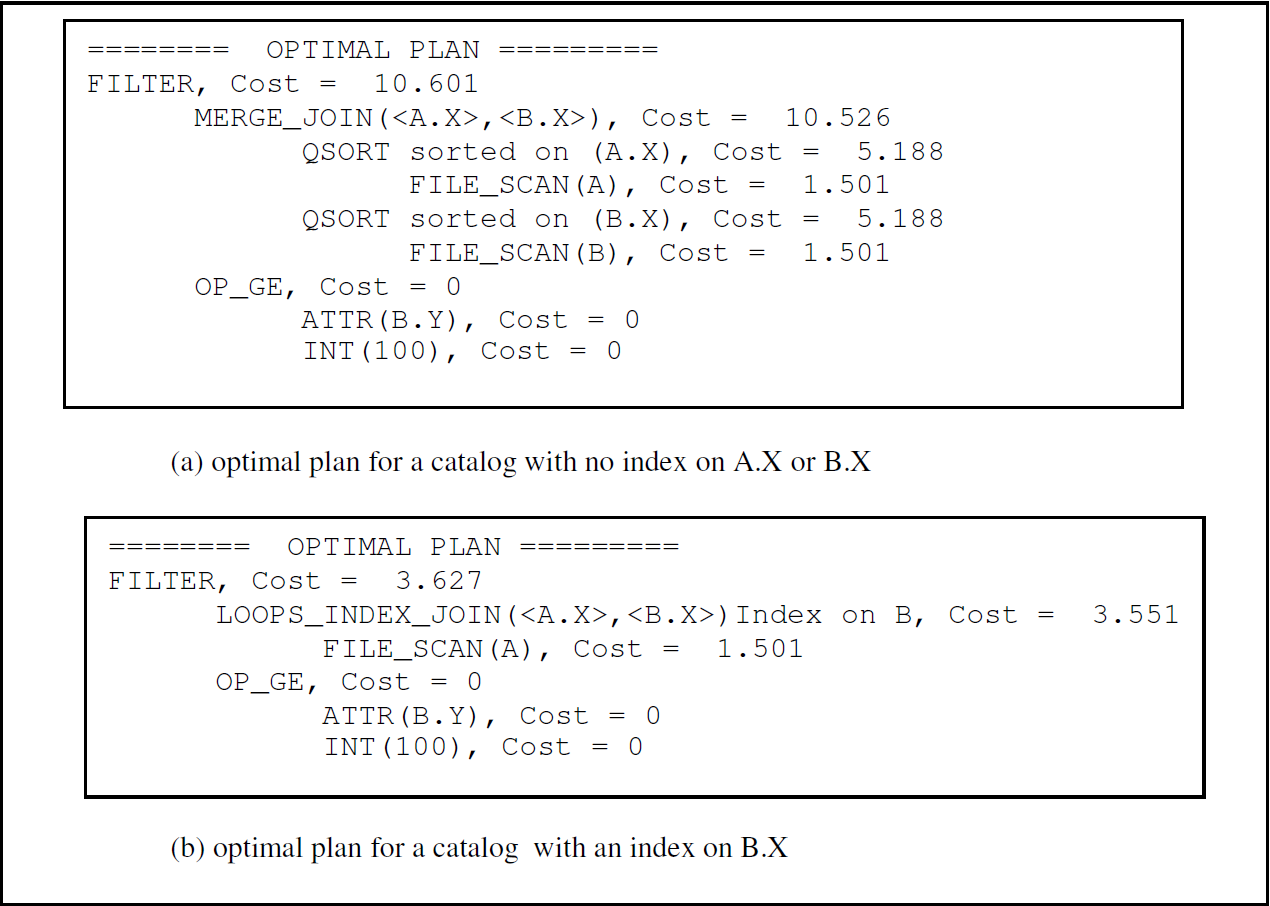 ======== OPTIMAL PLAN =========
FILTER, Cost = 10.601
MERGE_JOIN(<A.X>,<B.X>), Cost = 10.526
QSORT sorted on (A.X), Cost = 5.188
FILE_SCAN(A), Cost = 1.501
QSORT sorted on (B.X), Cost = 5.188
FILE_SCAN(B), Cost = 1.501
OP_GE, Cost = 0
ATTR(B.Y), Cost = 0
INT(100), Cost = 0
(a) optimal plan for a catalog with no index on A.X or B.X
======== OPTIMAL PLAN =========
FILTER, Cost = 3.627
LOOPS_INDEX_JOIN(<A.X>,<B.X>)Index on B, Cost = 3.551
FILE_SCAN(A), Cost = 1.501
OP_GE, Cost = 0
ATTR(B.Y), Cost = 0
INT(100), Cost = 0
(b) optimal plan for a catalog with an index on B.X